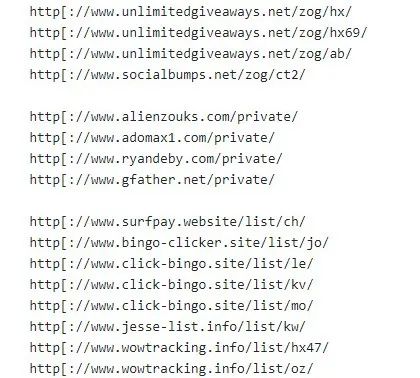 http[://www.unlimitedgiveaways.net/zog/hx/
http[://www.unlimitedgiveaways.net/zog/hx69/
http[://www.unlimitedgiveaways.net/zog/ab/
http[://www.socialbumps.net/zog/ct2/
http[://www.alienzouks.com/private/
http[://www.adomax1.com/private/
http[://www.ryandeby.com/private/
http[://www.gfather.net/private/
http[://www.surfpay.website/list/ch/
http[://www.bingo-clicker.site/list/jo/
http[://www.click-bingo.site/list/le/
http[://www.click-bingo.site/list/kv/
http[://www.click-bingo.site/list/mo/
http[://www.jesse-list.info/list/kw/
http[://www.wowtracking.info/list/hx47/
http[://www.wowtracking.info/list/oz/